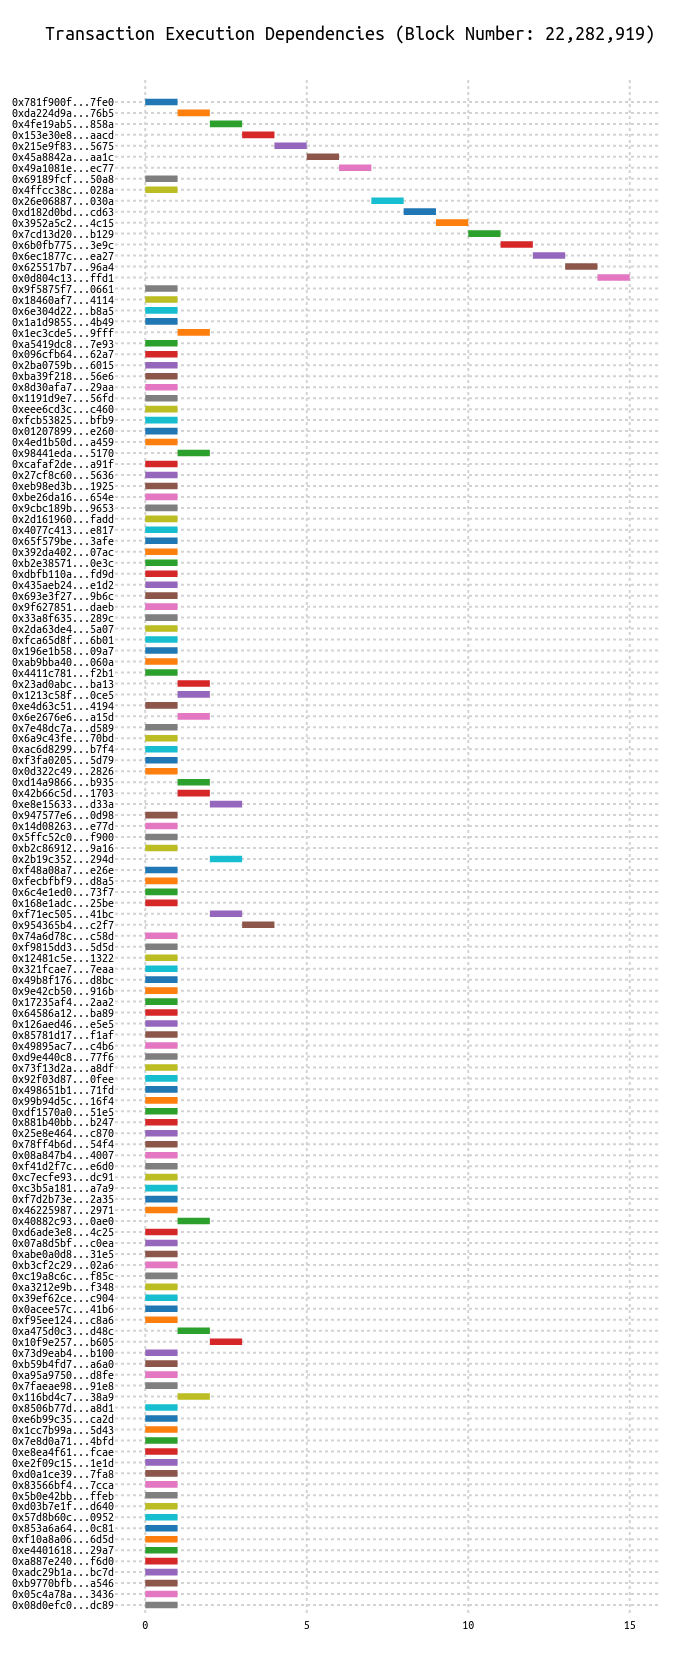 Transaction Execution Dependencies (Block Number: 22,282,919)
0x781f900f...7fe0
0xda224d9a...76b5
0x4fe19ab5...858a
0x153e30e8...aacd
0x215e9f83...5675
0x45a8842a...aa1c
0x49a1081e...ec77
0x69189fcf...50a8
0x4ffcc38c...028a
0x26e06887...030a
0xd182d0bd...cd63
0x3952a5c2...4c15
0x7cd13d20...b129
0x6b0fb775...3e9c
0x6ec1877c...ea27
0x625517b7...96a4
0x0d804c13...ffd1
0x9f5875f7...0661
0x18460af7...4114
0x6e304d22...b8a5
0x1a1d9855...4b49
0x1ec3cde5...9fff
0xa5419dc8...7e93
0x096cfb64...62a7
0x2ba0759b...6015
0xba39f218...56e6
0x8d30afa7...29aa
0x1191d9e7...56fd
0xeee6cd3c...c460
0xfcb53825...bfb9
0x01207899...e260
0x4ed1b50d...a459
0x98441eda...5170
0xcafaf2de...a91f
0x27cf8c60...5636
0xeb98ed3b...1925
0xbe26da16...654e
0x9cbc189b...9653
0x2d161960...fadd
0x4077c413...e817
0x65f579be...3afe
0x392da402...07ac
0xb2e38571...0e3c
0xdbfb110a...fd9d
0x435aeb24...e1d2
0x693e3f27...9b6c
0x9f627851...daeb
0x33a8f635...289c
0x2da63de4...5a07
0xfca65d8f...6b01
0x196e1b58...09a7
0xab9bba40...060a
0x4411c781...f2b1
0x23ad0abc...ba13
0x1213c58f...0ce5
0xe4d63c51...4194
0x6e2676e6...a15d
0x7e48dc7a...d589
0x6a9c43fe...70bd
0xac6d8299...b7f4
0xf3fa0205...5d79
0x0d322c49...2826
0xd14a9866...b935
0x42b66c5d...1703
0xe8e15633...d33a
0x947577e6...0d98
0x14d08263...e77d
0x5ffc52c0...f900
0xb2c86912...9a16
0x2b19c352...294d
0xf48a08a7...e26e
0xfecbfbf9...d8a5
0x6c4e1ed0...73f7
0x168e1adc...25be
0xf71ec505...41bc
0x954365b4...c2f7
0x74a6d78c...c58d
0xf9815dd3...5d5d
0x12481c5e...1322
0x321fcae7...7eaa
0x49b8f176...d8bc
0x9e42cb50...916b
0x17235af4...2aa2
0x64586a12...ba89
0x126aed46...e5e5
0x85781d17...f1af
0x49895ac7...c4b6
0xd9e440c8...77f6
0x73f13d2a...a8df
0x92f03d87...0fee
0x498651b1...71fd
0x99b94d5c...16f4
0xdf1570a0...51e5
0x881b40bb...b247
0x25e8e464...c870
0x78ff4b6d...54f4
0x08a847b4...4007
0xf41d2f7c...e6d0
0xc7ecfe93...dc91
0xc3b5a181...a7a9
0xf7d2b73e...2a35
0x46225987...2971
0x40882c93...0ae0
0xd6ade3e8...4c25
0x07a8d5bf...c0ea
0xabe0a0d8...31e5
0xb3cf2c29...02a6
0xc19a8c6c...f85c
0xa3212e9b...f348
0x39ef62ce...c904
0x0acee57c...41b6
0xf95ee124...c8a6
0xa475d0c3...d48c
0x10f9e257...b605
0x73d9eab4...b100
0xb59b4fd7...a6a0
0xa95a9750...d8fe
0x7faeae98...91e8
0x116bd4c7...38a9
0x8506b77d...a8d1
0xe6b99c35...ca2d
0x1cc7b99a...5d43
0x7e8d0a71...4bfd
0xe8ea4f61...fcae
0xe2f09c15...1e1d
0xd0a1ce39...7fa8
0x83566bf4...7cca
0x5b0e42bb...ffeb
0xd03b7e1f...d640
0x57d8b60c...0952
0x853a6a64...0c81
0xf10a8a06...6d5d
0xe4401618...29a7
0xa887e240...f6d0
0xadc29b1a...bc7d
0xb9770bfb...a546
0x05c4a78a...3436
0x08d0efc0...dc89
0 5 10 15